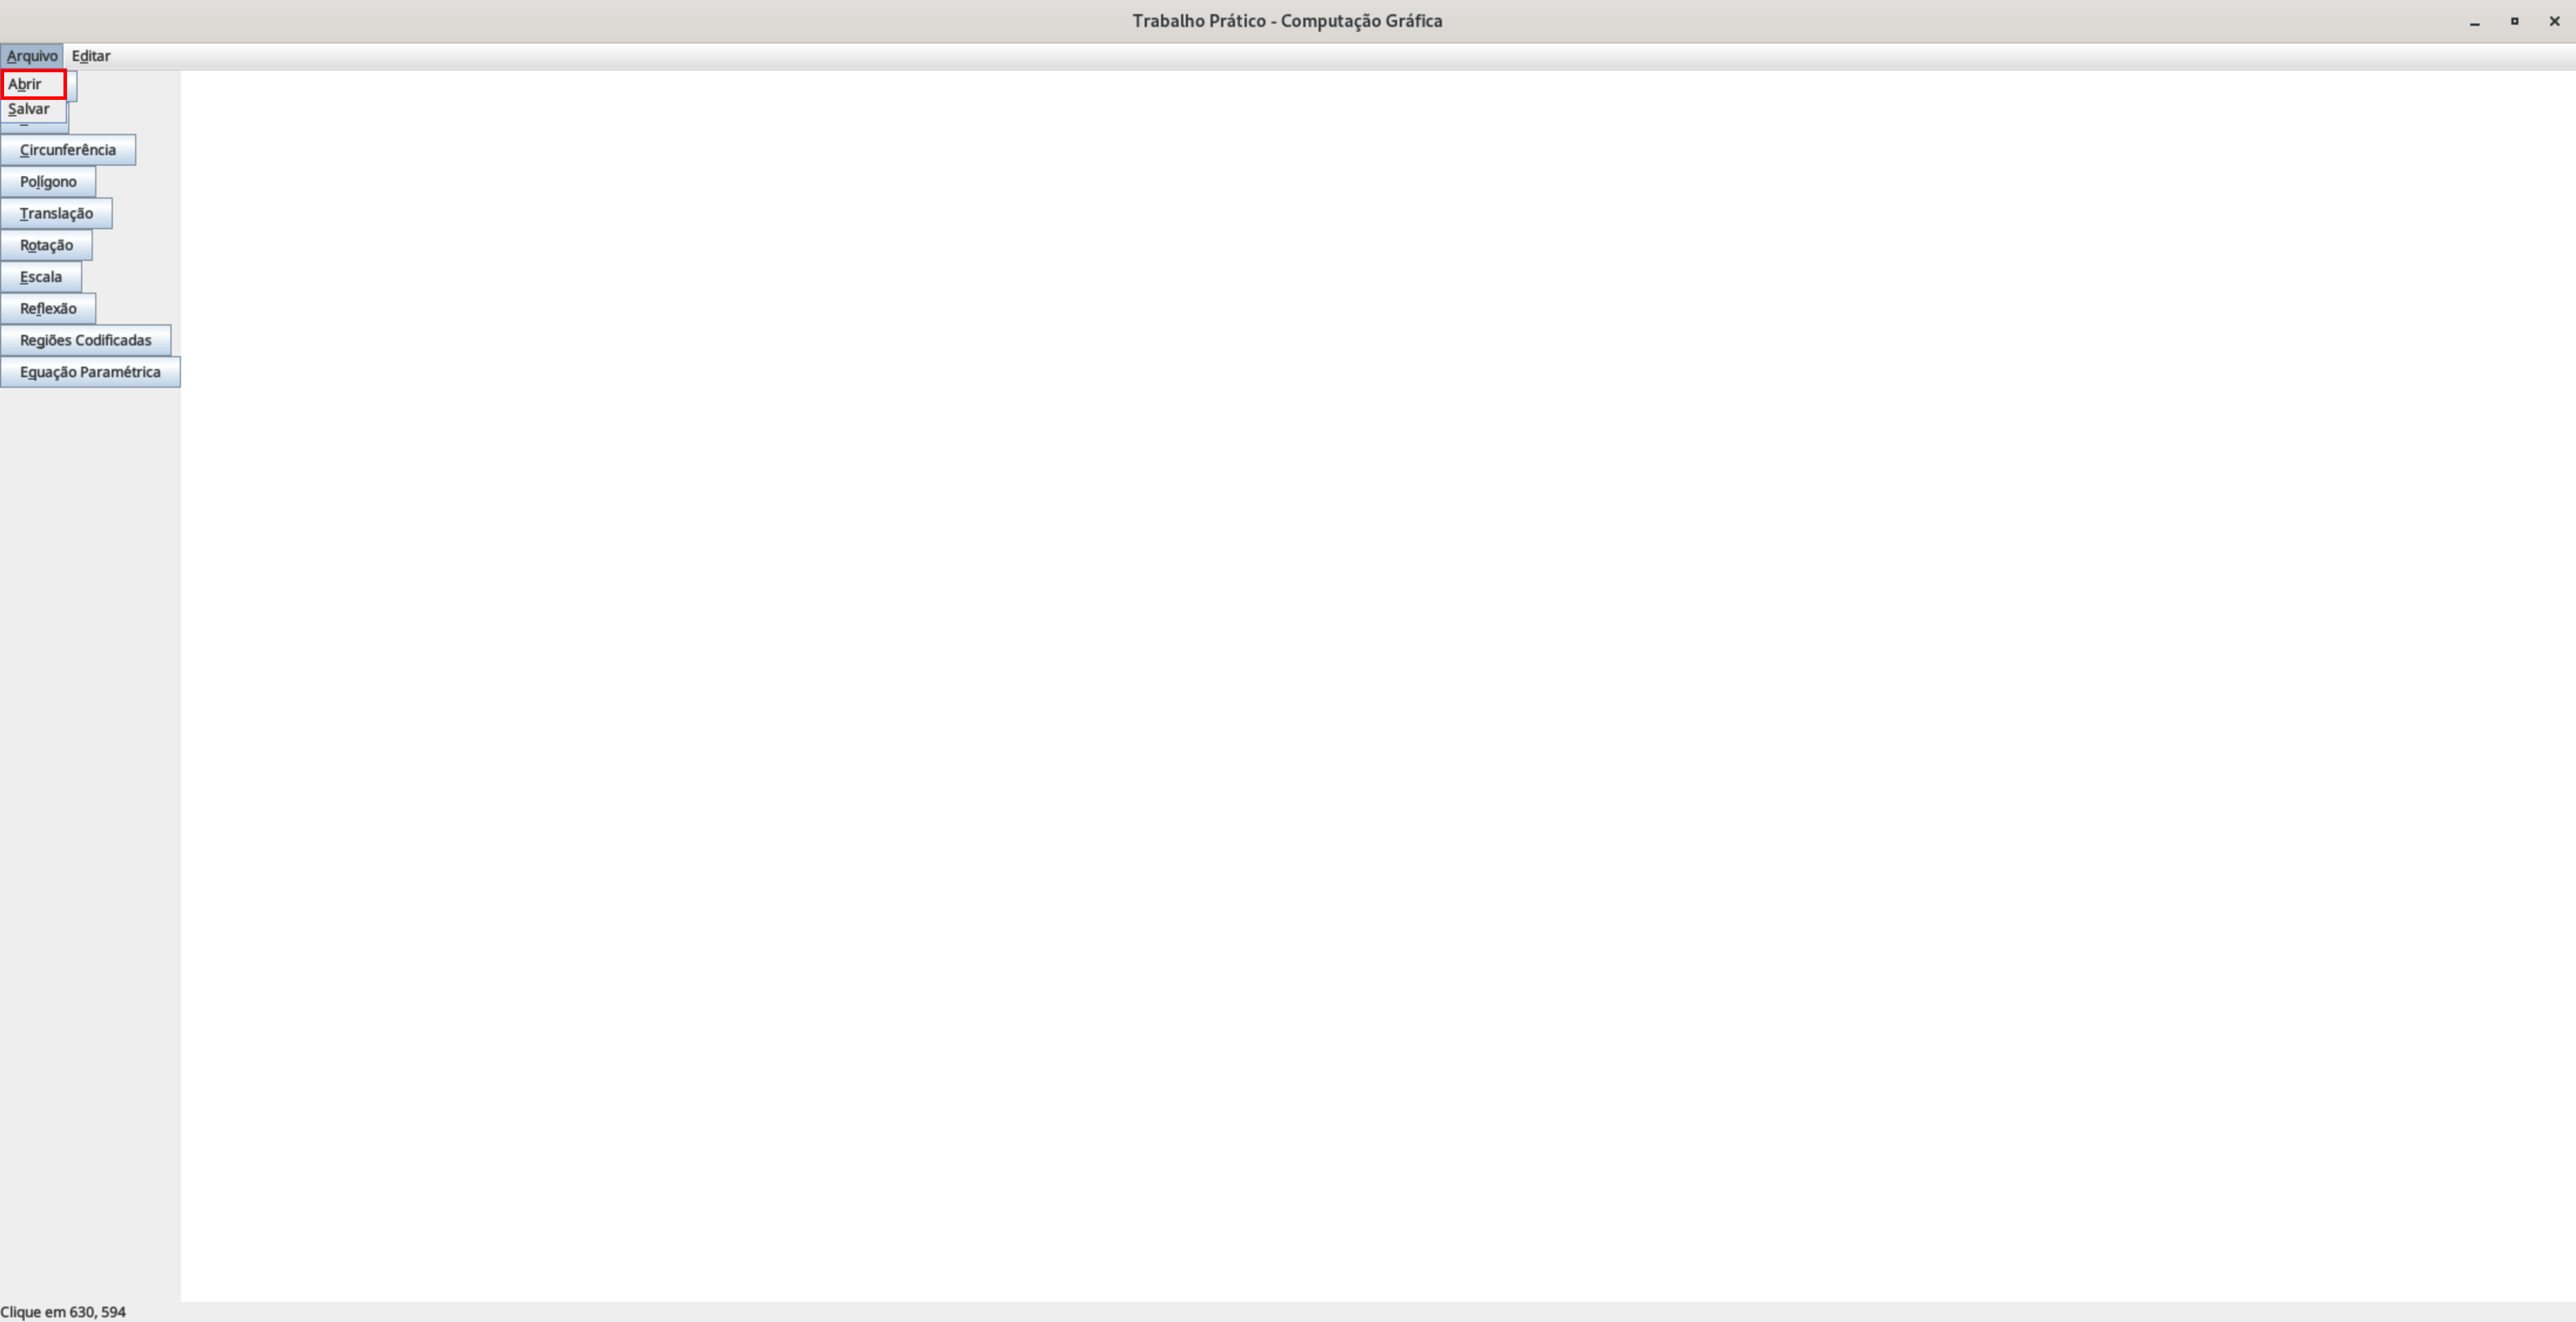 Trabalho Prático - Computação Gráfica
Arquivo Editar
Abrir
Salvar
Circunferência
Polígono
Translação
Rotação
Escala
Reflexão
Regiões Codificadas
Equação Paramétrica
Clique em 630, 594